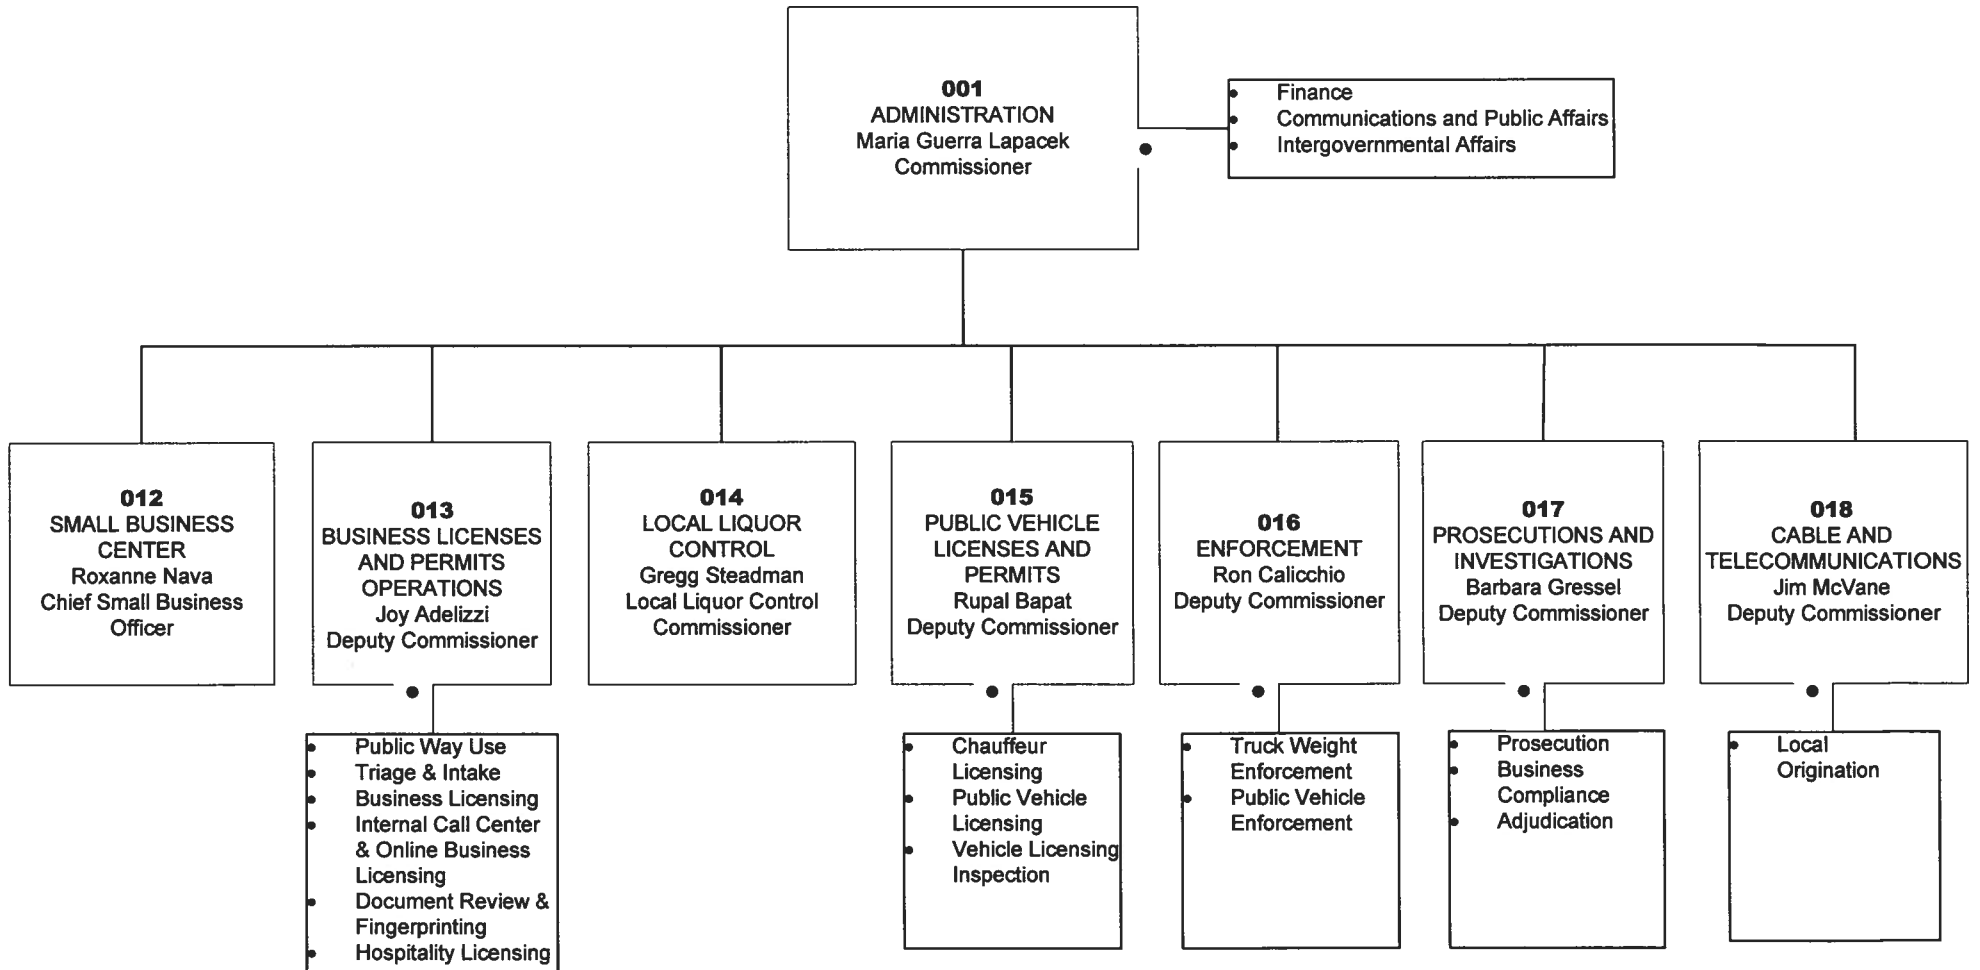 001
ADMINISTRATION
Maria Guerra Lapacek
Commissioner
• Finance
• Communications and Public Affairs
• Intergovernmental Affairs
012
SMALL BUSINESS
CENTER
Roxanne Nava
Chief Small Business
Officer
013
BUSINESS LICENSES
AND PERMITS
OPERATIONS
Joy Adelizzi
Deputy Commissioner
014
LOCAL LIQUOR
CONTROL
Gregg Steadman
Local Liquor Control
Commissioner
015
PUBLIC VEHICLE
LICENSES AND
PERMITS
Rupal Bapat
Deputy Commissioner
016
ENFORCEMENT
Ron Calicchio
Deputy Commissioner
017
PROSECUTIONS AND
INVESTIGATIONS
Barbara Gressel
Deputy Commissioner
018
CABLE AND
TELECOMMUNICATIONS
Jim McVane
Deputy Commissioner
• Public Way Use
• Triage & Intake
• Business Licensing
• Internal Call Center
& Online Business
Licensing
• Document Review &
Fingerprinting
• Hospitality Licensing
• Chauffeur
Licensing
• Public Vehicle
Licensing
• Vehicle Licensing
Inspection
• Truck Weight
Enforcement
• Public Vehicle
Enforcement
• Prosecution
• Business
Compliance
• Adjudication
• Local
Origination